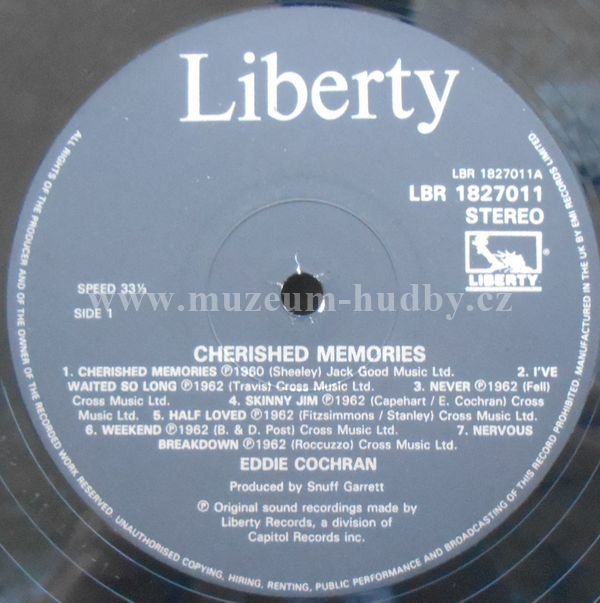 Liberty
LBR 1827011A
LBR 1827011
STEREO
LIBERTY®
SPEED 33⅓
SIDE 1
www.muzeum-hudby.cz
CHERISHED MEMORIES
1. CHERISHED MEMORIES ℗1960 (Sheeley) Jack Good Music Ltd. 2. I'VE
WAITED SO LONG ℗1962 (Travis) Cross Music Ltd. 3. NEVER ℗1962 (Fell)
Cross Music Ltd. 4. SKINNY JIM ℗1962 (Capehart / E. Cochran) Cross
Music Ltd. 5. HALF LOVED ℗1962 (Fitzsimmons / Stanley) Cross Music Ltd.
6. WEEKEND ℗1962 (B. & D. Post) Cross Music Ltd. 7. NERVOUS
BREAKDOWN ℗1962 (Roccuzzo) Cross Music Ltd.
EDDIE COCHRAN
Produced by Snuff Garrett
℗ Original sound recordings made by
Liberty Records, a division of
Capitol Records inc.
ALL RIGHTS OF THE PRODUCER AND OF THE OWNER OF THE RECORDED WORK RESERVED. UNAUTHORISED COPYING, HIRING, RENTING, PUBLIC PERFORMANCE AND BROADCASTING OF THIS RECORD PROHIBITED. MANUFACTURED IN THE UK BY EMI RECORDS LIMITED.